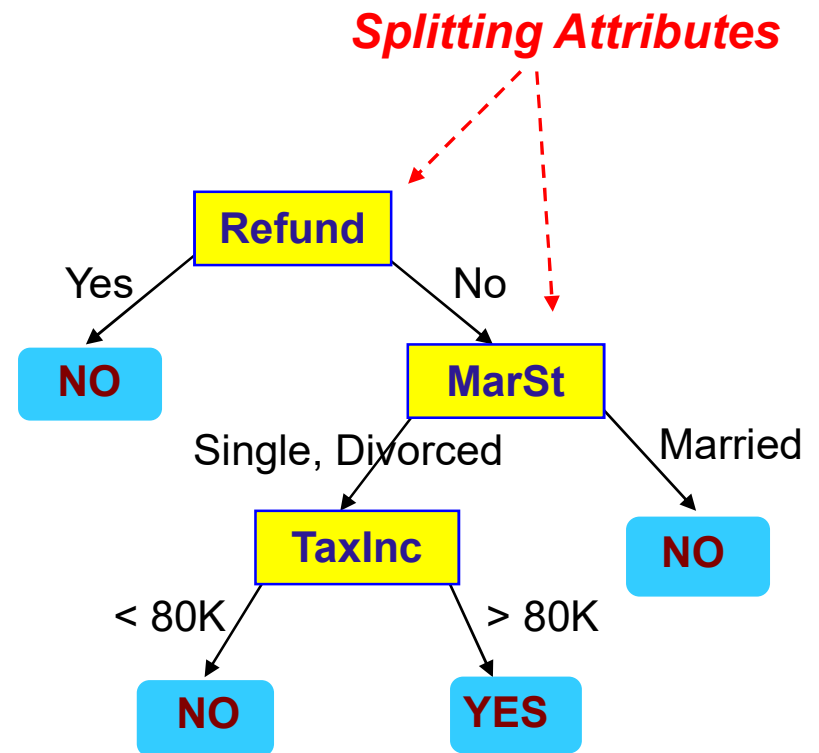 Splitting Attributes
Refund
Yes
No
NO
MarSt
Single, Divorced
Married
TaxInc
NO
< 80K
> 80K
NO
YES